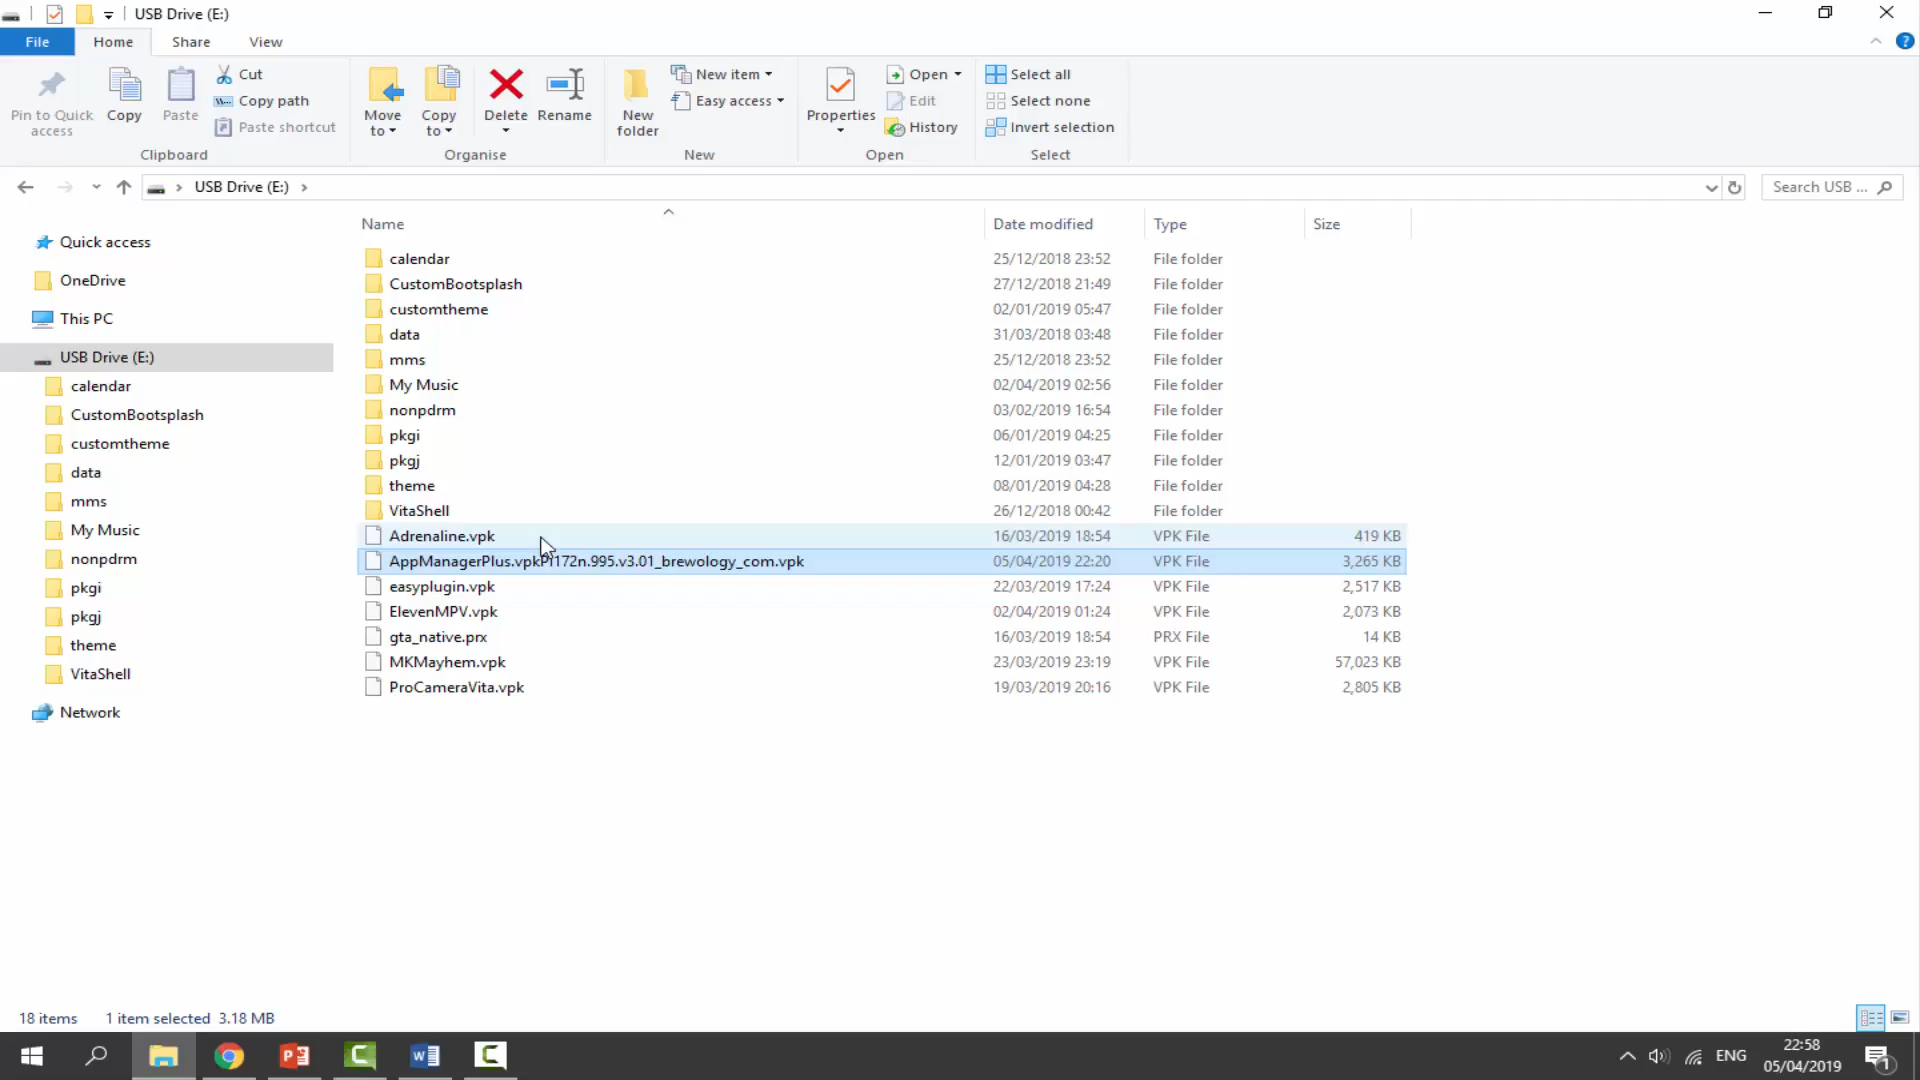 USB Drive (E:)
File
Home
Share
View
Pin to Quick
access
Copy
Paste
Cut
Copy path
Paste shortcut
Clipboard
Move
to
Copy
to
Delete
Rename
Organise
New
folder
New item
Easy access
New
Properties
Open
Edit
History
Open
Select all
Select none
Invert selection
Select
USB Drive (E:)
Search USB ...
Quick access
OneDrive
This PC
USB Drive (E:)
calendar
CustomBootsplash
customtheme
data
mms
My Music
nonpdrm
pkgi
pkgj
theme
VitaShell
Network
Name Date modified Type Size
calendar 25/12/2018 23:52 File folder
CustomBootsplash 27/12/2018 21:49 File folder
customtheme 02/01/2019 05:47 File folder
data 31/03/2018 03:48 File folder
mms 25/12/2018 23:52 File folder
My Music 02/04/2019 02:56 File folder
nonpdrm 03/02/2019 16:54 File folder
pkgi 06/01/2019 04:25 File folder
pkgj 12/01/2019 03:47 File folder
theme 08/01/2019 04:28 File folder
VitaShell 26/12/2018 00:42 File folder
Adrenaline.vpk 16/03/2019 18:54 VPK File 419 KB
05/04/2019 22:20 VPK File 3,265 KB
easyplugin.vpk 22/03/2019 17:24 VPK File 2,517 KB
ElevenMPV.vpk 02/04/2019 01:24 VPK File 2,073 KB
gta_native.prx 16/03/2019 18:54 PRX File 14 KB
MKMayhem.vpk 23/03/2019 23:19 VPK File 57,023 KB
ProCameraVita.vpk 19/03/2019 20:16 VPK File 2,805 KB
18 items 1 item selected 3.18 MB
ENG
22:58
05/04/2019
1